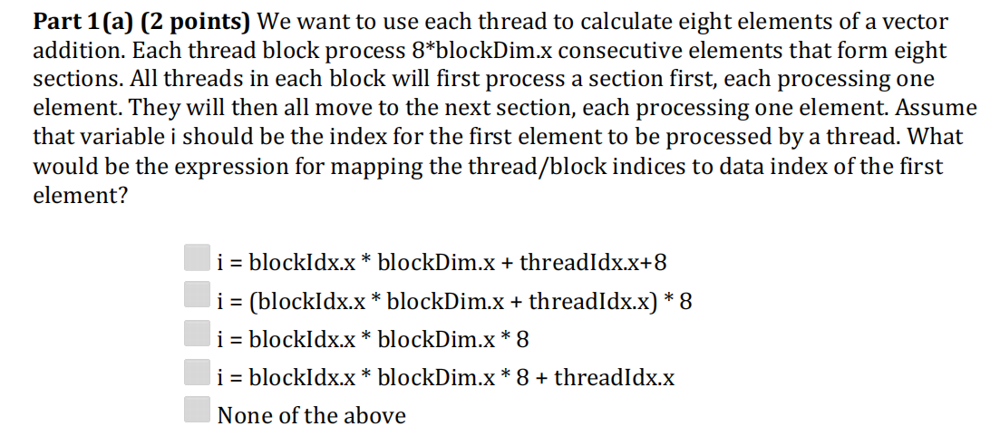 Part 1(a) (2 points) We want to use each thread to calculate eight elements of a vector
addition. Each thread block process 8*blockDim.x consecutive elements that form eight
sections. All threads in each block will first process a section first, each processing one
element. They will then all move to the next section, each processing one element. Assume
that variable i should be the index for the first element to be processed by a thread. What
would be the expression for mapping the thread/block indices to data index of the first
element?
i = blockIdx.x * blockDim.x + threadIdx.x+8
i = (blockIdx.x * blockDim.x + threadIdx.x) * 8
i = blockIdx.x * blockDim.x * 8
i = blockIdx.x * blockDim.x * 8 + threadIdx.x
None of the above